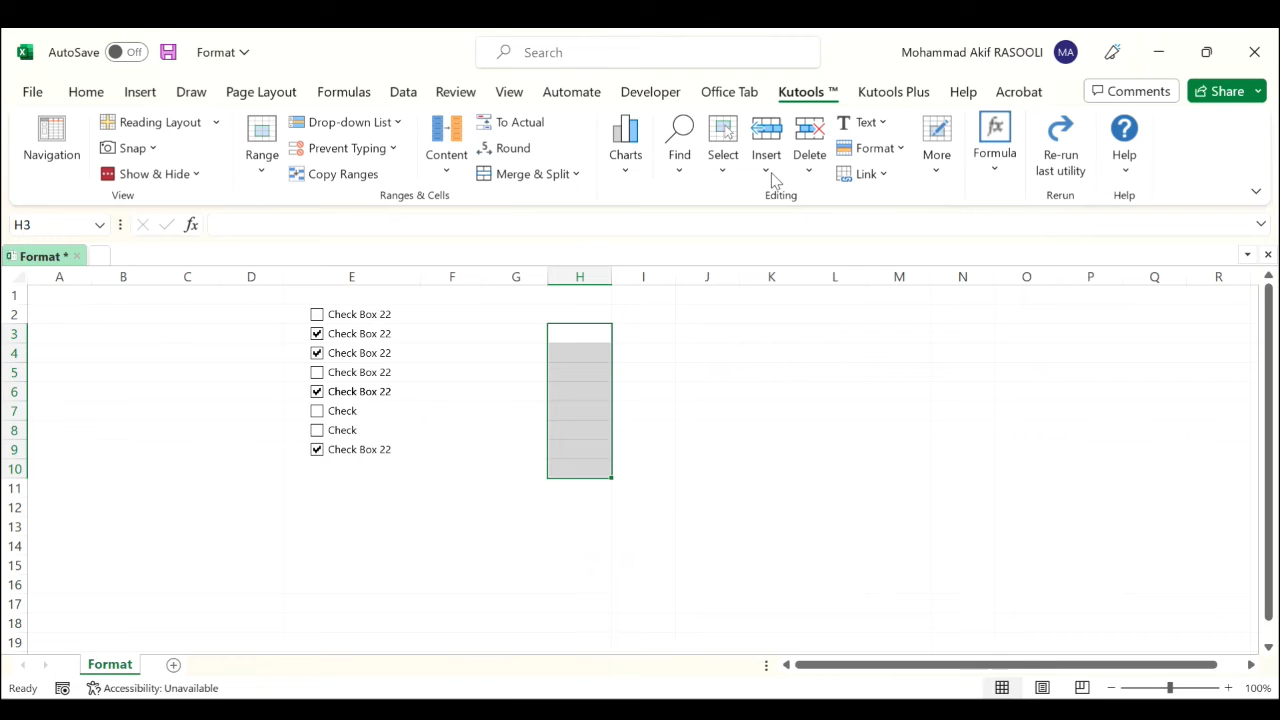 AutoSave Off Format Search Mohammad Akif RASOOLI MA
File Home Insert Draw Page Layout Formulas Data Review View Automate Developer Office Tab Kutools ™ Kutools Plus Help Acrobat Comments Share
Navigation
Reading Layout
Snap
Show & Hide
View
Range
Drop-down List
Prevent Typing
Copy Ranges
Content
To Actual
Round
Merge & Split
Ranges & Cells
Charts
Find
Select
Insert
Delete
Text
Format
Link
Editing
More
Formula
Re-run
last utility
Rerun
Help
Help
H3 fx
Format *
A B C D E F G H I J K L M N O P Q R
1
2 Check Box 22
3 Check Box 22
4 Check Box 22
5 Check Box 22
6 Check Box 22
7 Check
8 Check
9 Check Box 22
10
11
12
13
14
15
16
17
18
19
Format
Ready Accessibility: Unavailable 100%